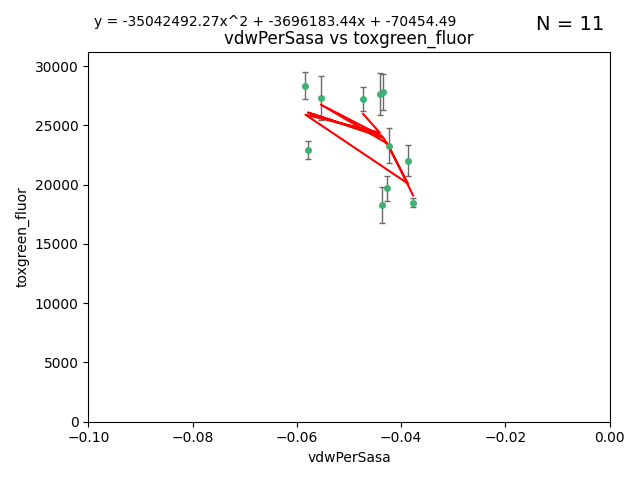 y = -35042492.27x^2 + -3696183.44x + -70454.49
N = 11
vdwPerSasa vs toxgreen_fluor
toxgreen_fluor
30000
25000
20000
15000
10000
5000
0
−0.10
−0.08
−0.06
−0.04
−0.02
0.00
vdwPerSasa